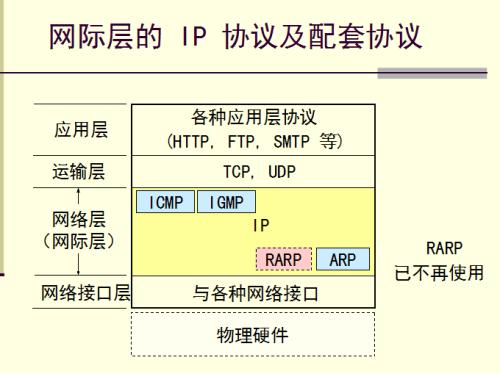 网际层的 IP 协议及配套协议
应用层
各种应用层协议
(HTTP, FTP, SMTP 等)
运输层
TCP, UDP
ICMP IGMP
网络层
(网际层)
IP
RARP ARP
RARP
已不再使用
网络接口层
与各种网络接口
物理硬件